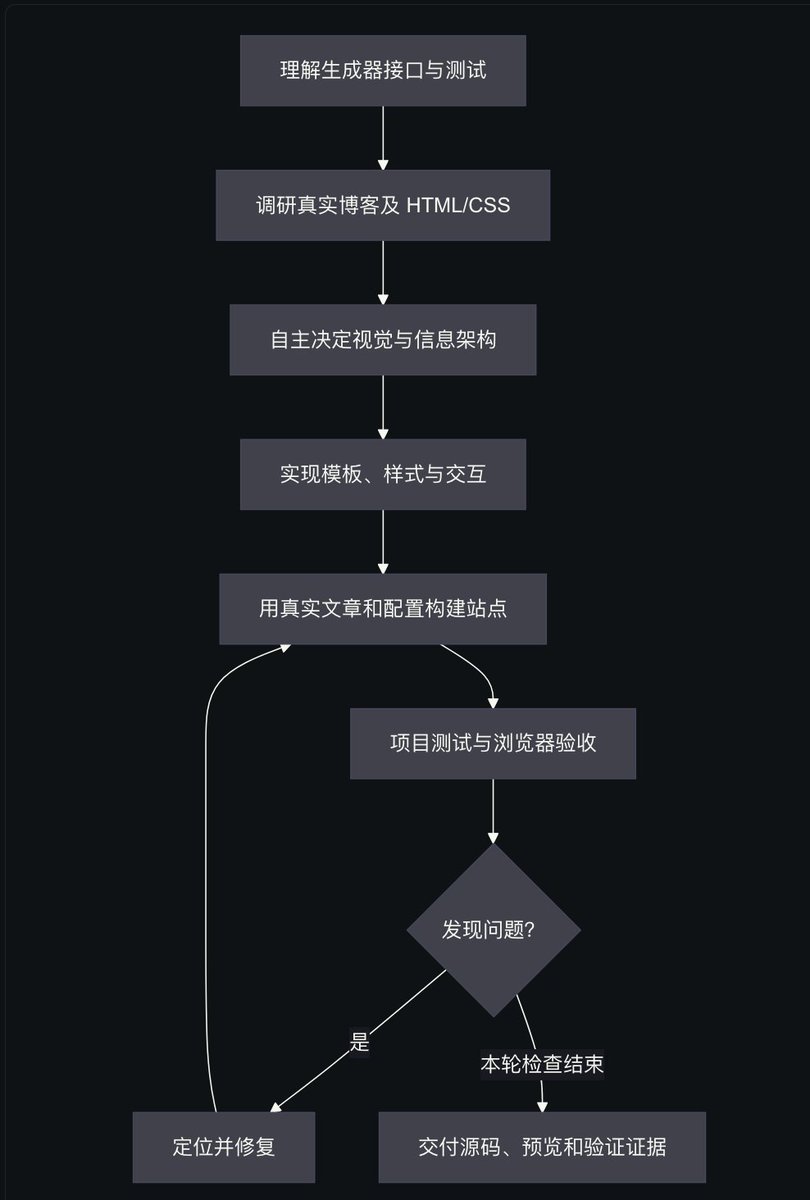 理解生成器接口与测试
调研真实博客及 HTML/CSS
自主决定视觉与信息架构
实现模板、样式与交互
用真实文章和配置构建站点
项目测试与浏览器验收
发现问题?
是
本轮检查结束
定位并修复
交付源码、预览和验证证据